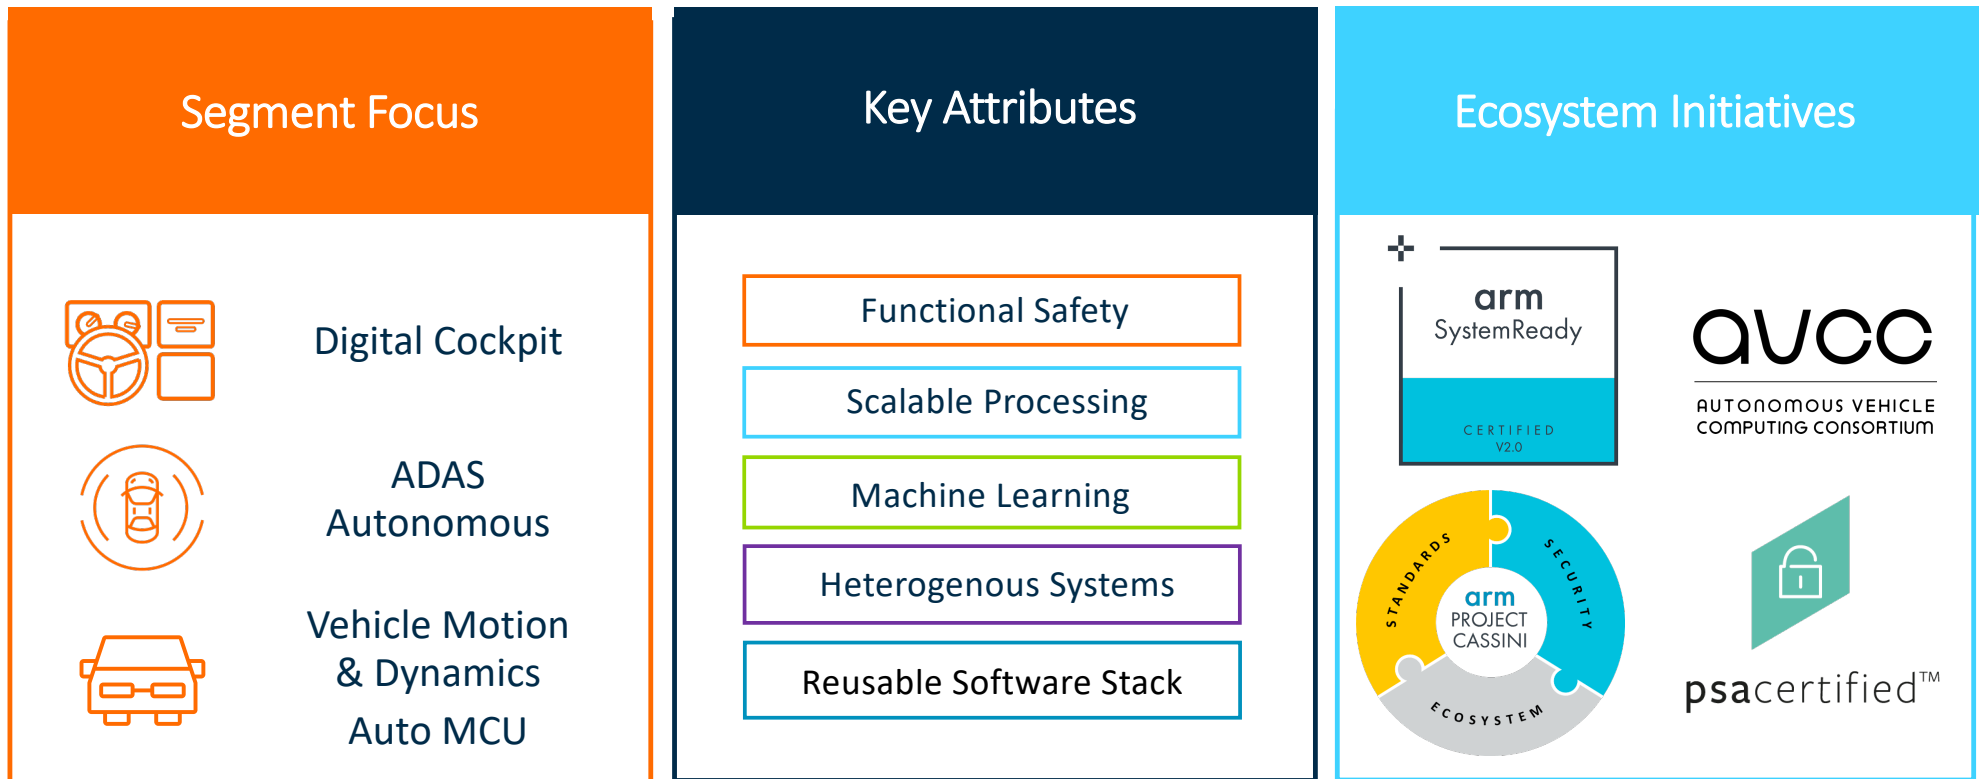 Segment Focus
Digital Cockpit
ADAS
Autonomous
Vehicle Motion
& Dynamics
Auto MCU
Key Attributes
Functional Safety
Scalable Processing
Machine Learning
Heterogenous Systems
Reusable Software Stack
Ecosystem Initiatives
arm
SystemReady
CERTIFIED
V2.0
avcc
AUTONOMOUS VEHICLE
COMPUTING CONSORTIUM
STANDARDS
SECURITY
ECOSYSTEM
arm
PROJECT
CASSINI
psacertified™